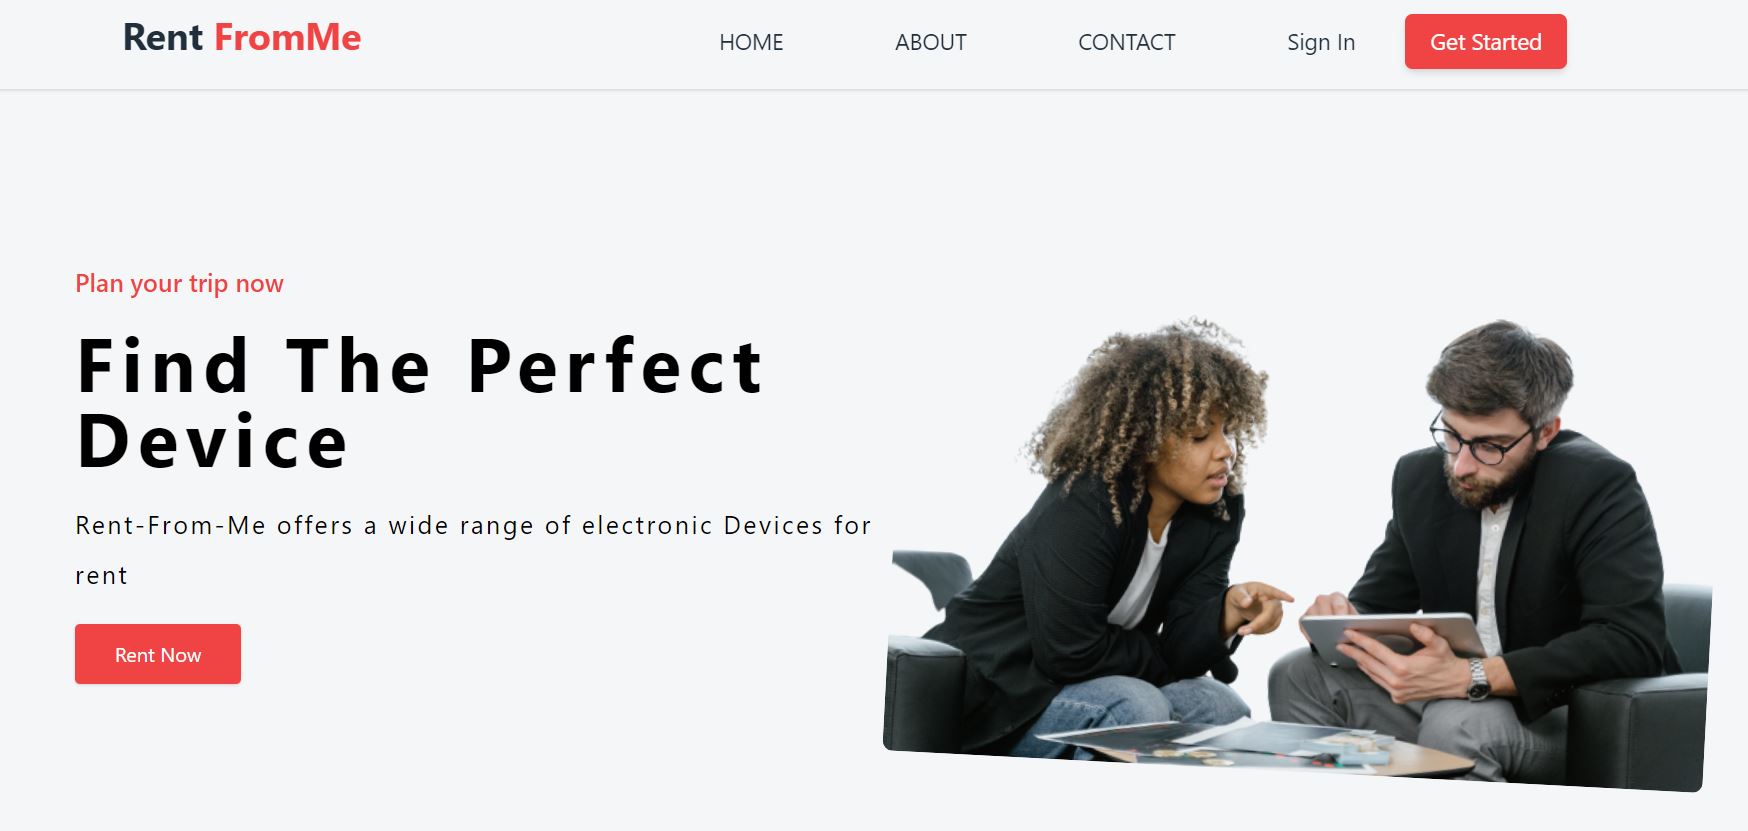 Rent FromMe
HOME
ABOUT
CONTACT
Sign In
Get Started
Plan your trip now
Find The Perfect
Device
Rent-From-Me offers a wide range of electronic Devices for
rent
Rent Now